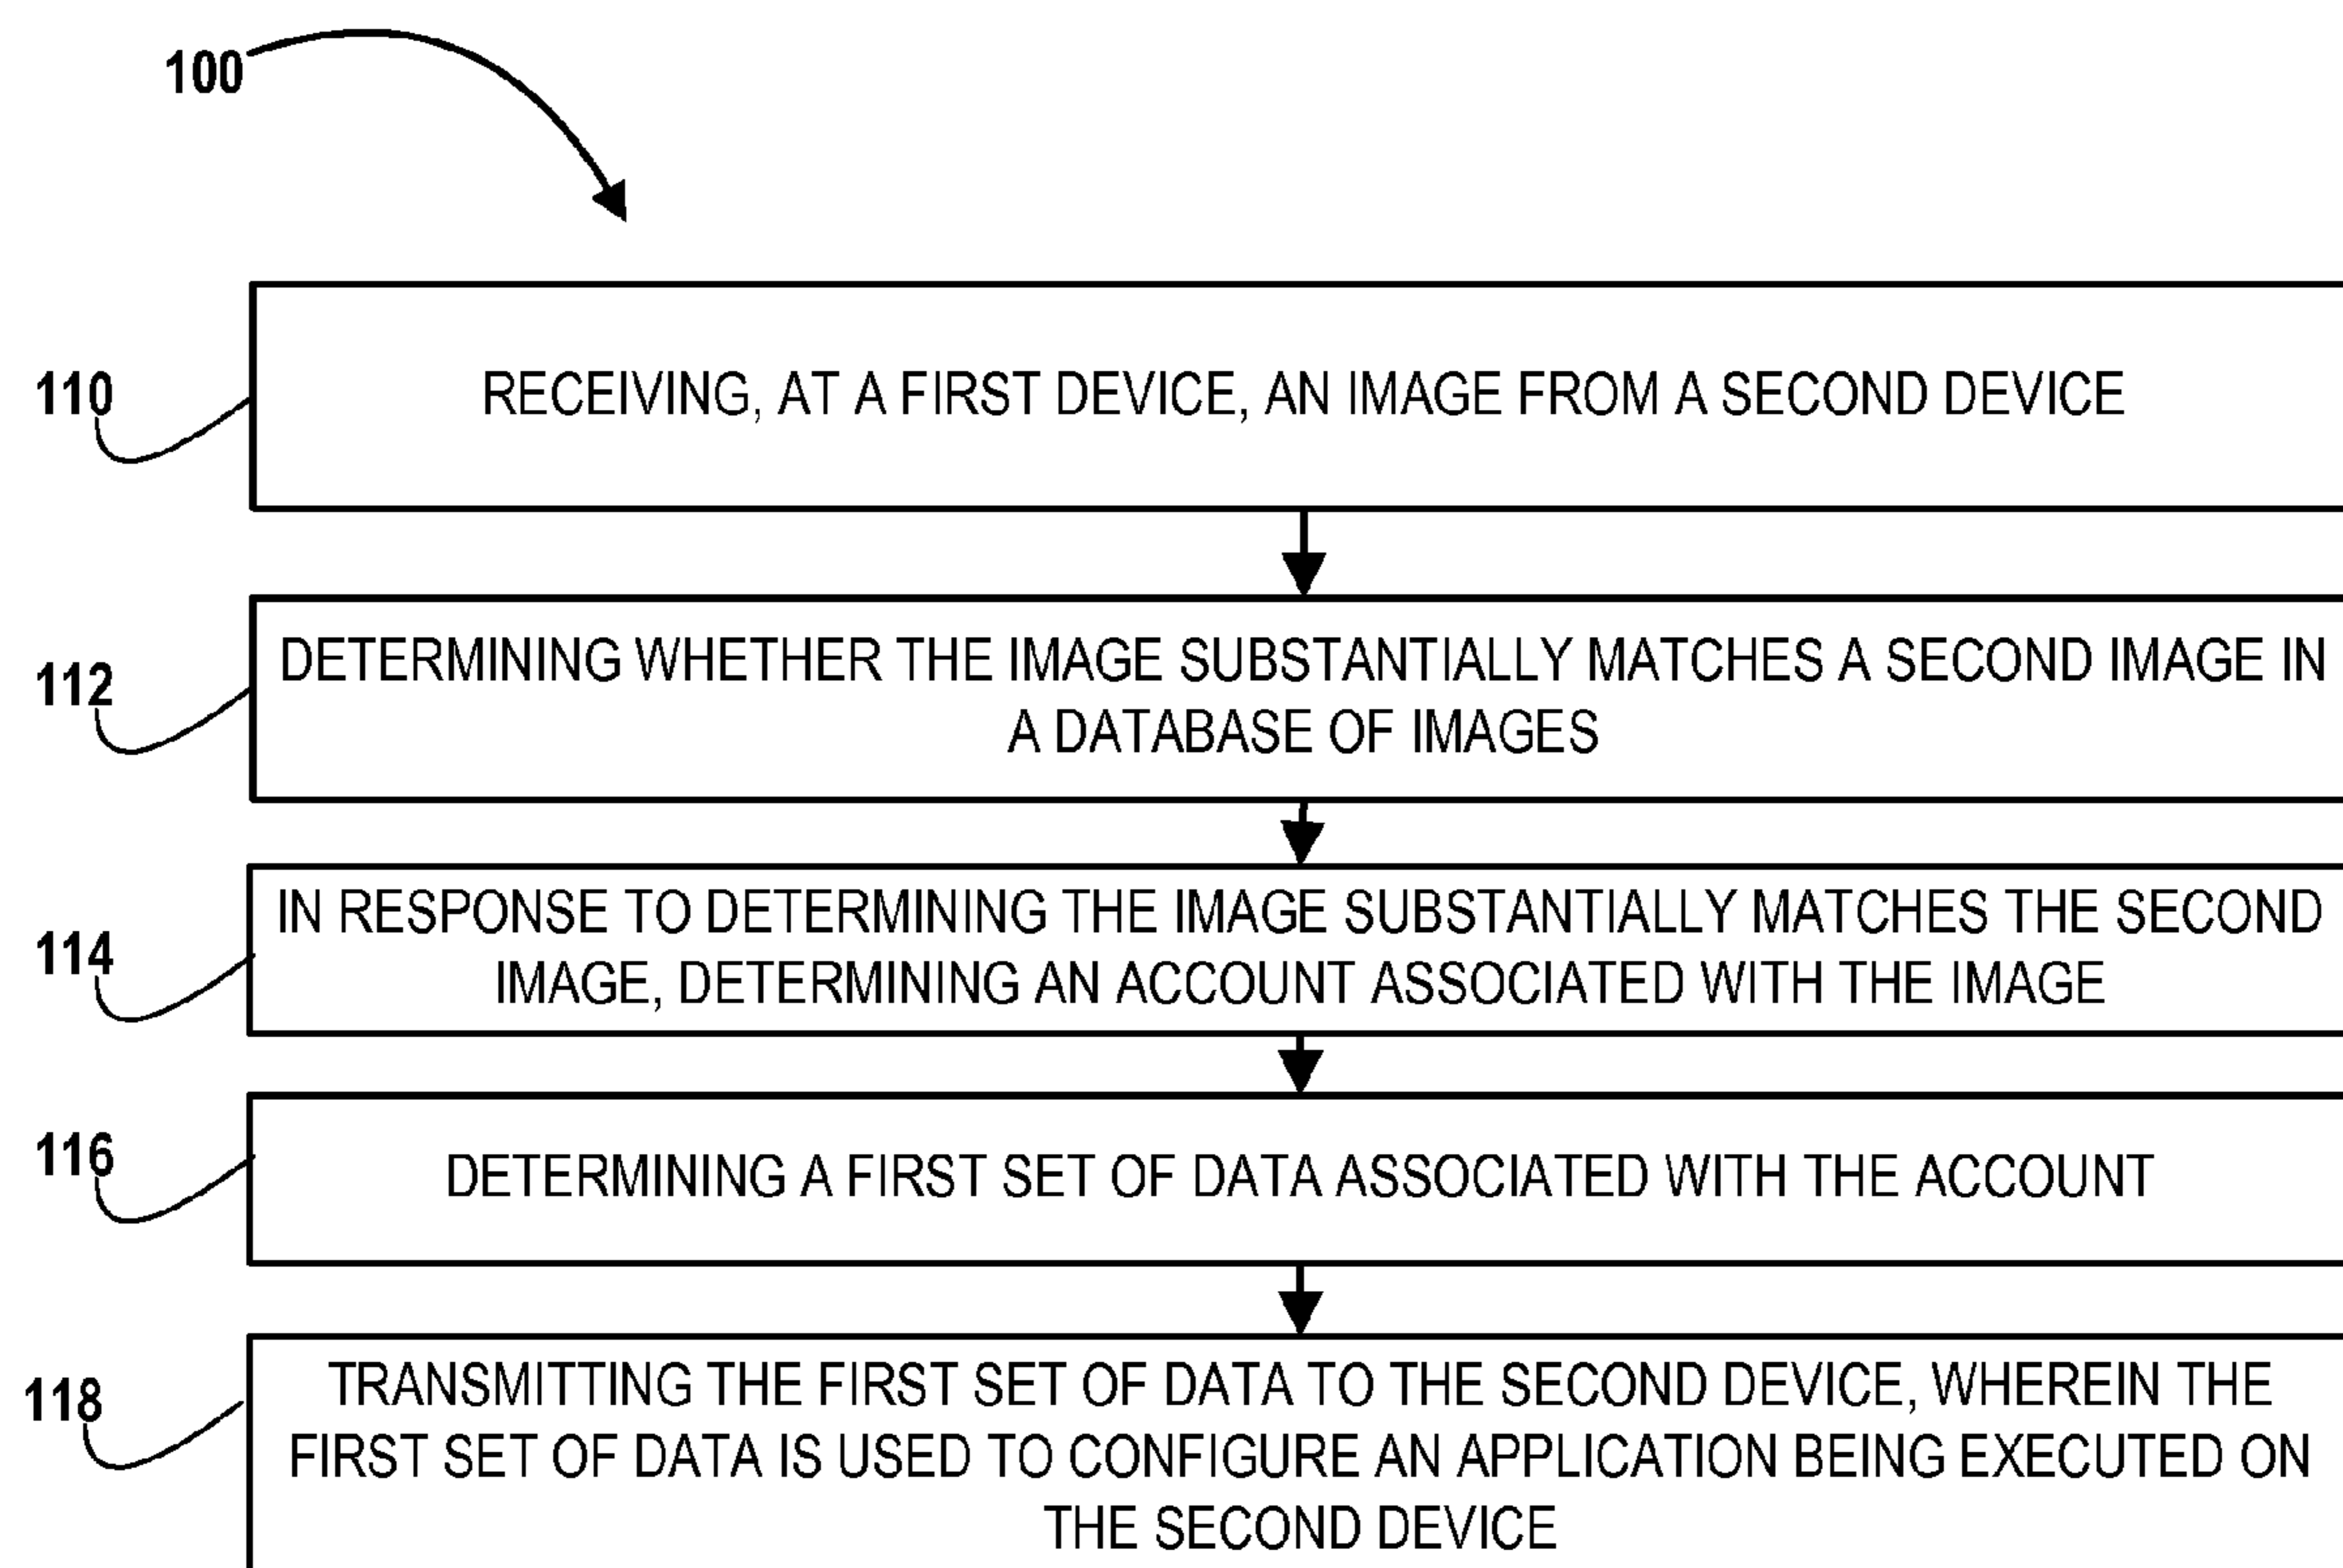 100
110
RECEIVING, AT A FIRST DEVICE, AN IMAGE FROM A SECOND DEVICE
112
DETERMINING WHETHER THE IMAGE SUBSTANTIALLY MATCHES A SECOND IMAGE IN
A DATABASE OF IMAGES
114
IN RESPONSE TO DETERMINING THE IMAGE SUBSTANTIALLY MATCHES THE SECOND
IMAGE, DETERMINING AN ACCOUNT ASSOCIATED WITH THE IMAGE
116
DETERMINING A FIRST SET OF DATA ASSOCIATED WITH THE ACCOUNT
118
TRANSMITTING THE FIRST SET OF DATA TO THE SECOND DEVICE, WHEREIN THE
FIRST SET OF DATA IS USED TO CONFIGURE AN APPLICATION BEING EXECUTED ON
THE SECOND DEVICE